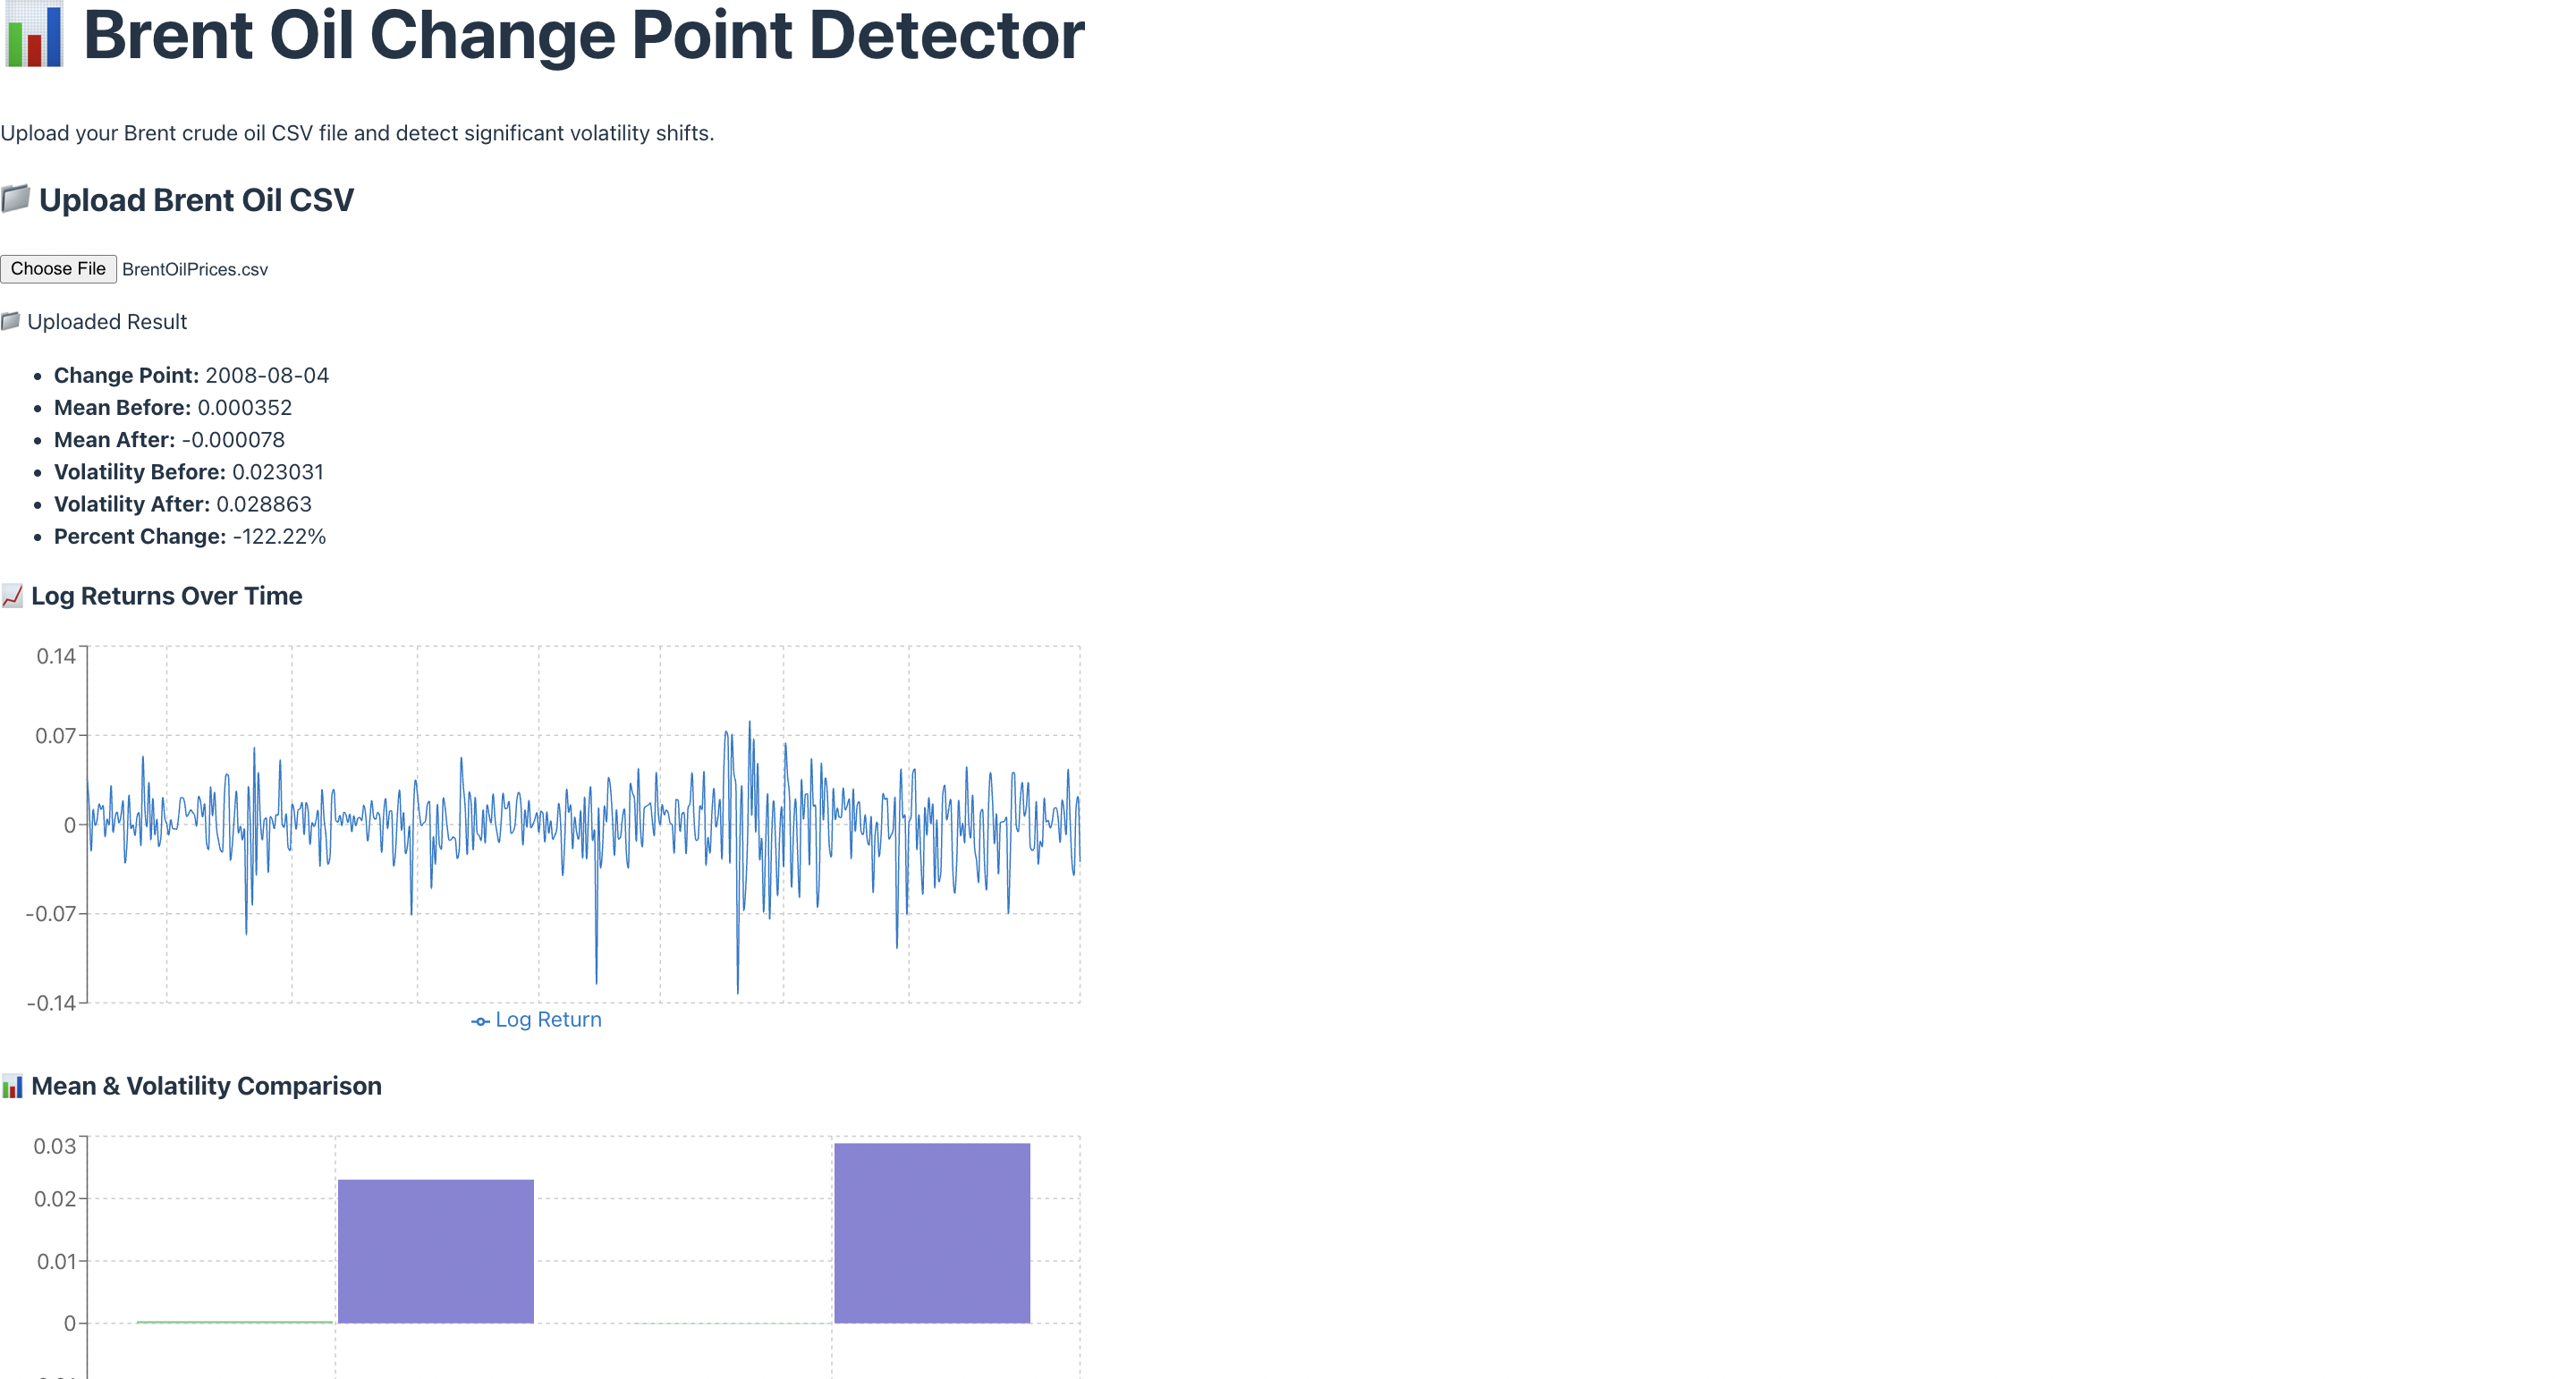 Brent Oil Change Point Detector
Upload your Brent crude oil CSV file and detect significant volatility shifts.
Upload Brent Oil CSV
Choose File BrentOilPrices.csv
Uploaded Result
• Change Point: 2008-08-04
• Mean Before: 0.000352
• Mean After: -0.000078
• Volatility Before: 0.023031
• Volatility After: 0.028863
• Percent Change: -122.22%
Log Returns Over Time
0.14
0.07
0
-0.07
-0.14
Log Return
Mean & Volatility Comparison
0.03
0.02
0.01
0